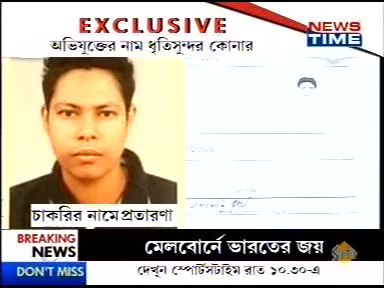 EXCLUSIVE
অভিযুক্তের নাম ধৃতিসুন্দর কোনার
NEWS
TIME
চাকরির নামে প্রতারণা
BREAKING
NEWS
মেলবোর্নে ভারতের জয়
DON'T MISS
দেখুন স্পোর্টসটাইম রাত ১০.৩০-এ